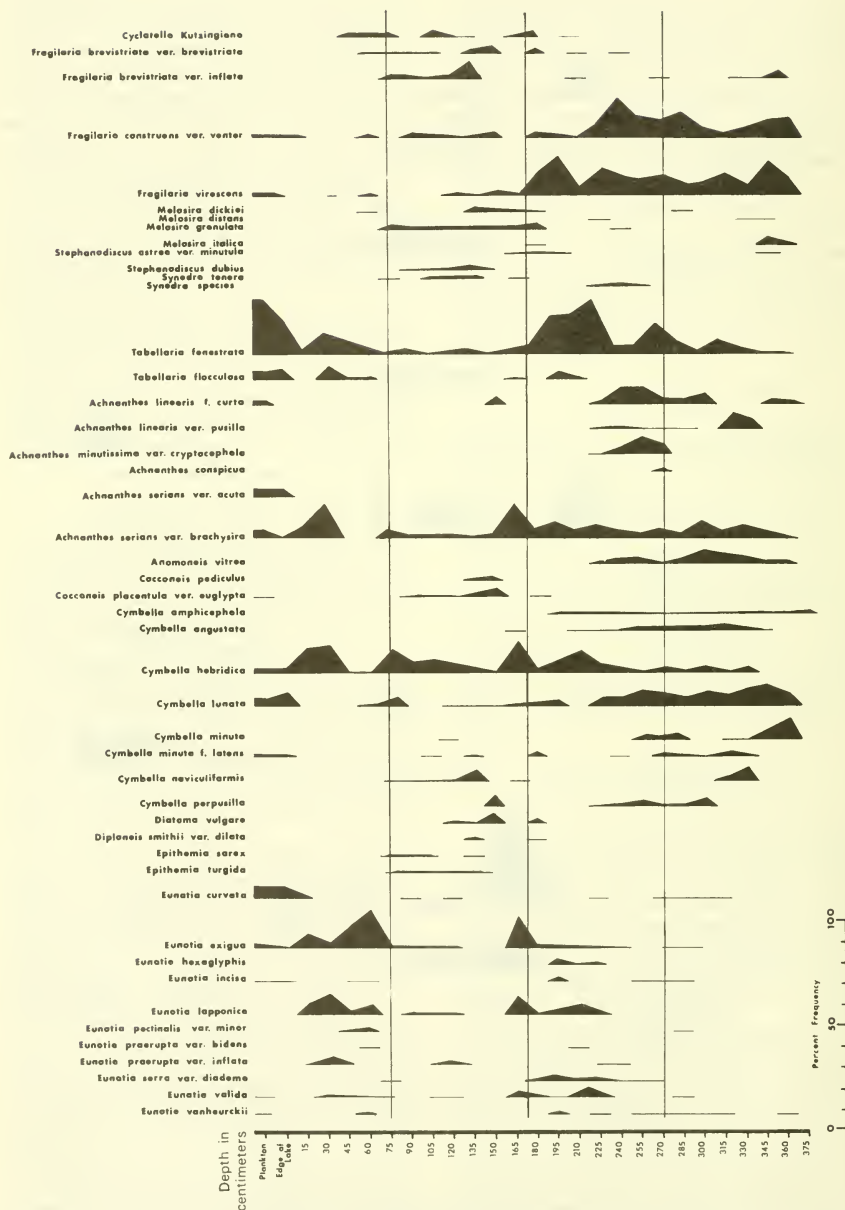 Cyclotella Kutzingiana
Fragilaria brevistriata var. brevistriata
Fragilaria brevistriata var. inflata
Fragilaria construens var. venter
Fragilaria virescens
Melosira dickiei
Melosira distans
Melosira granulata
Melosira italica
Stephanodiscus astrea var. minutula
Stephanodiscus dubius
Synedra tenera
Synedra species
Tabellaria fenestrata
Tabellaria flocculosa
Achnanthes linearis f. curta
Achnanthes linearis var. pusilla
Achnanthes minutissima var. cryptocephala
Achnanthes conspicua
Achnanthes seriens var. acuta
Achnanthes seriens var. brachysira
Anomoneis vitrea
Cocconeis pediculus
Cocconeis placentula var. euglypta
Cymbella amphicephala
Cymbella angustata
Cymbella hebridica
Cymbella lunata
Cymbella minuta
Cymbella minuta f. latens
Cymbella naviculiformis
Cymbella perpusilla
Diatoma vulgare
Diploneis smithii var. dilata
Epithemia sorex
Epithemia turgida
Eunotia curvata
Eunotia exigua
Eunotia hexaglyphis
Eunotia incisa
Eunotia lapponica
Eunotia pectinalis var. minor
Eunotia praerupta var. bidens
Eunotia praerupta var. inflata
Eunotia serra var. diadema
Eunotia valida
Eunotia vanheurckii
Depth in
centimeters
Plankton
Edge of
Lake
15
30
45
60
75
90
105
120
135
150
165
180
195
210
225
240
255
270
285
300
315
330
345
360
375
Percent Frequency
0
50
100